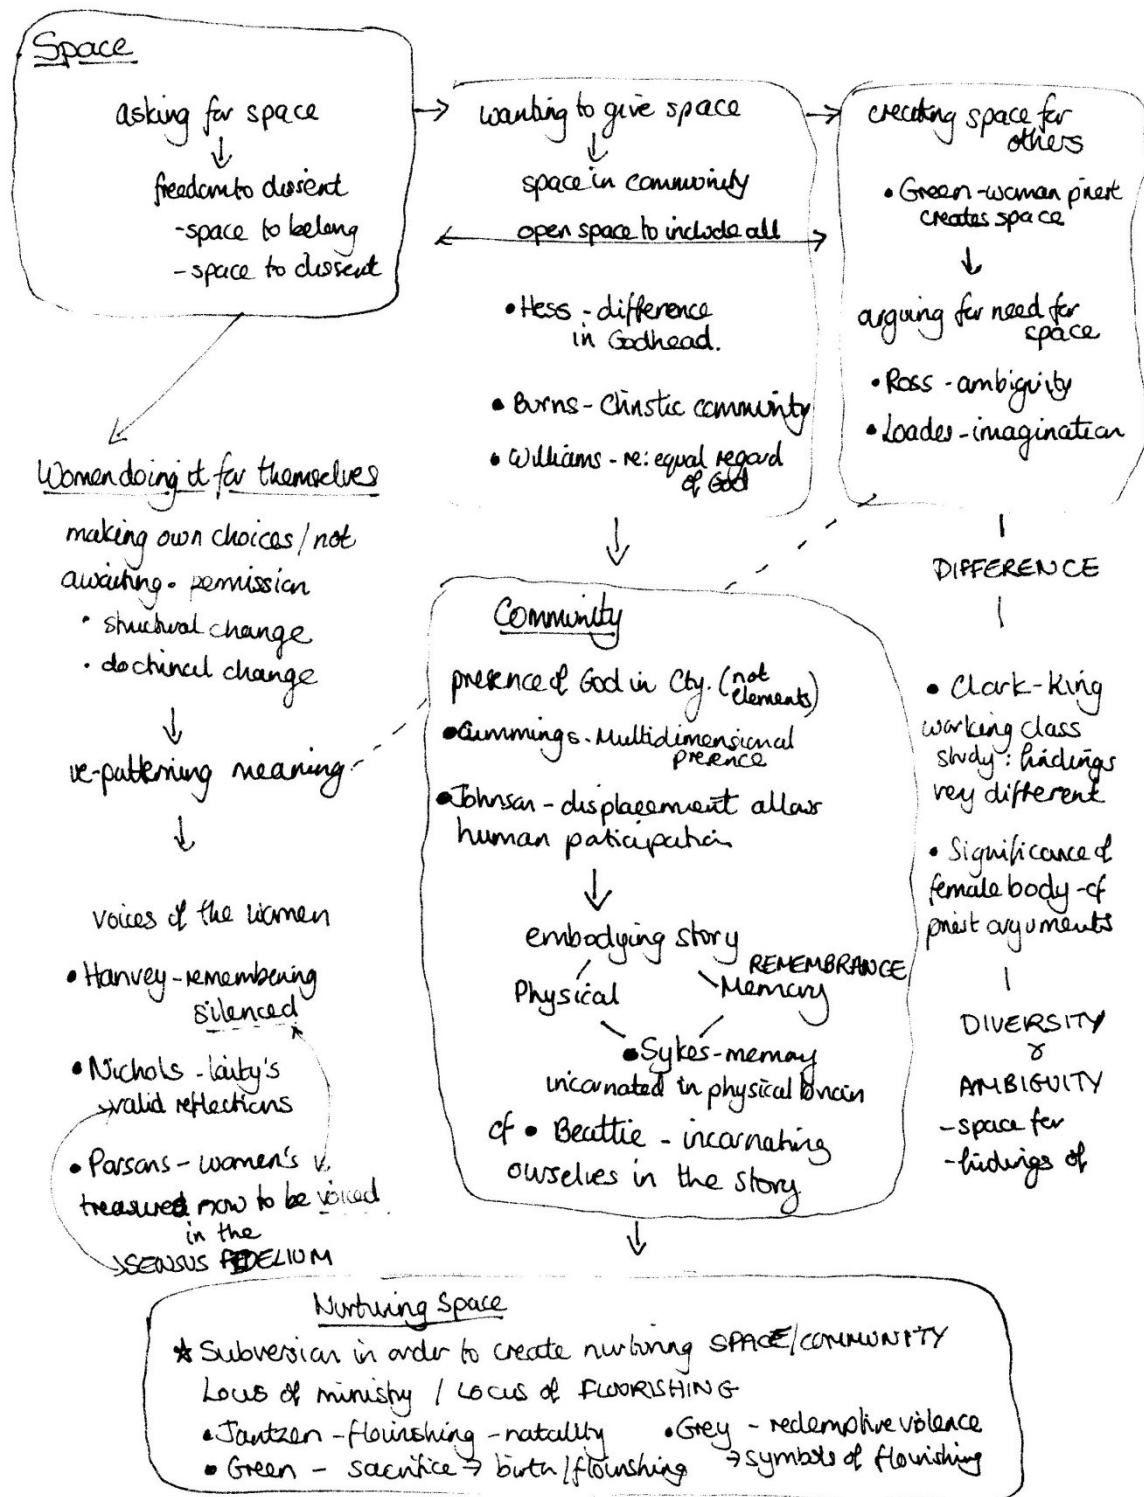 Space
asking for space
↓
freedom to dissent
- space to belong
- space to dissent
→
wanting to give space
↓
space in community
open space to include all
• Hess - difference
in Godhead.
• Burns - Christic community
• Williams - re: equal regard
of God
→
creating space for
others
• Green - woman priest
creates space
↓
arguing for need for
space
• Ross - ambiguity
• Loades - imagination
Women doing it for themselves
making own choices / not
awaiting permission
• structural change
• doctrinal change
↓
re-patterning meaning
↓
voices of the women
• Hanvey - remembering
silenced
• Nichols - laity's
valid reflections
• Parsons - women's v.
treasured now to be voiced
in the
SENSUS FIDELIUM
↓
Community
presence of God in Cty. (not
elements)
• Cummings - Multidimensional
presence
• Johnson - displacement allows
human paticipation
↓
embodying story
REMEMBRANCE
Physical Memory
• Sykes - memory
incarnated in physical brain
cf • Beattie - incarnating
ourselves in the story
DIFFERENCE
• Clark-King
working class
study: findings
very different
• Significance of
female body - cf
priest arguments
DIVERSITY
&
AMBIGUITY
- space for
- findings of
↓
Nurturing Space
★ Subversion in order to create nurturing SPACE/COMMUNITY
Locus of ministry / LOCUS OF FLOURISHING
• Jantzen - flourishing - natality • Grey - redemptive violence
• Green - sacrifice → birth/flourishing → symbols of flourishing